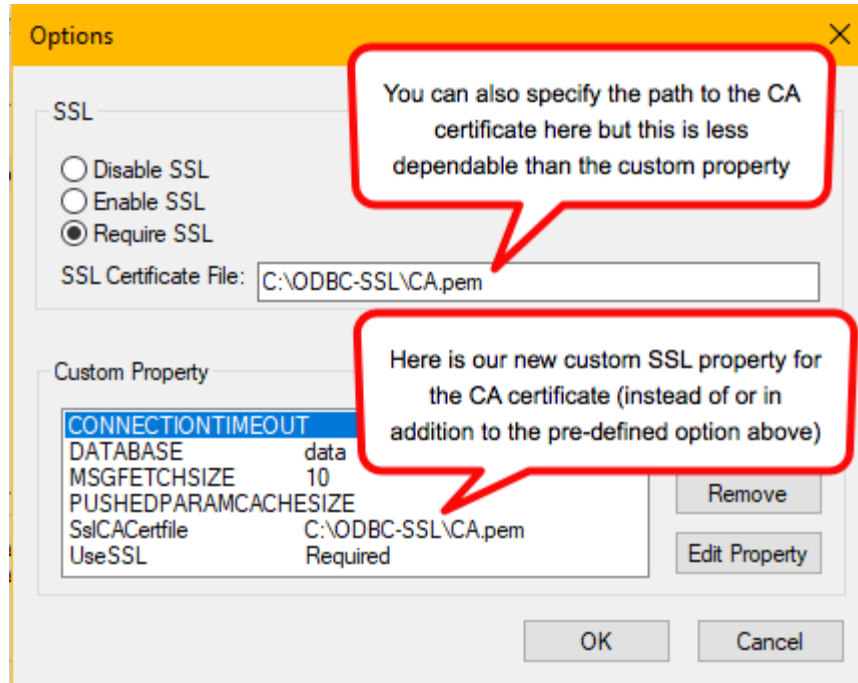 Options
You can also specify the path to the CA
certificate here but this is less
dependable than the custom property
SSL
Disable SSL
Enable SSL
Require SSL
SSL Certificate File: C:\ODBC-SSL\CA.pem
Here is our new custom SSL property for
the CA certificate (instead of or in
addition to the pre-defined option above)
Custom Property
CONNECTIONTIMEOUT
DATABASE data
MSGFETCHSIZE 10
PUSHEDPARAMCACHESIZE
SslCACertfile C:\ODBC-SSL\CA.pem
UseSSL Required
Remove
Edit Property
OK Cancel